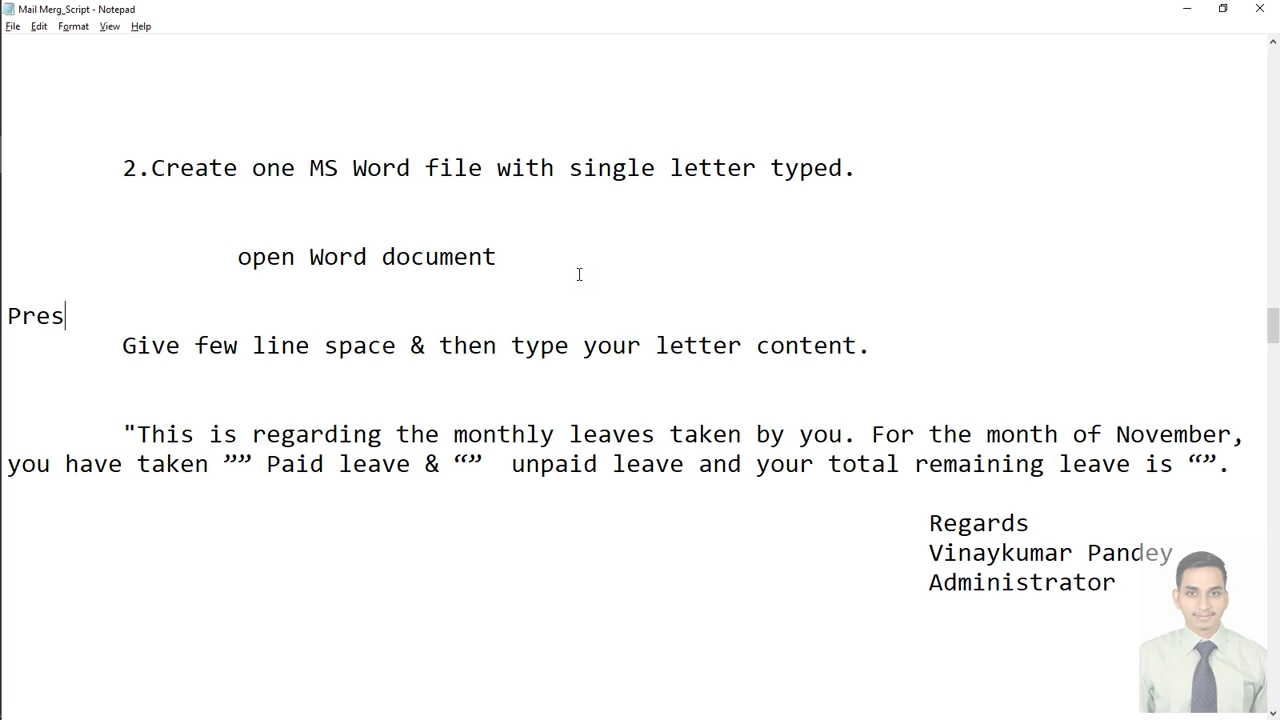 Mail Merg_Script - Notepad
File Edit Format View Help
2.Create one MS Word file with single letter typed.
open Word document
Pres
Give few line space & then type your letter content.
"This is regarding the monthly leaves taken by you. For the month of November,
you have taken ”” Paid leave & “” unpaid leave and your total remaining leave is “”.
Regards
Vinaykumar Pandey
Administrator